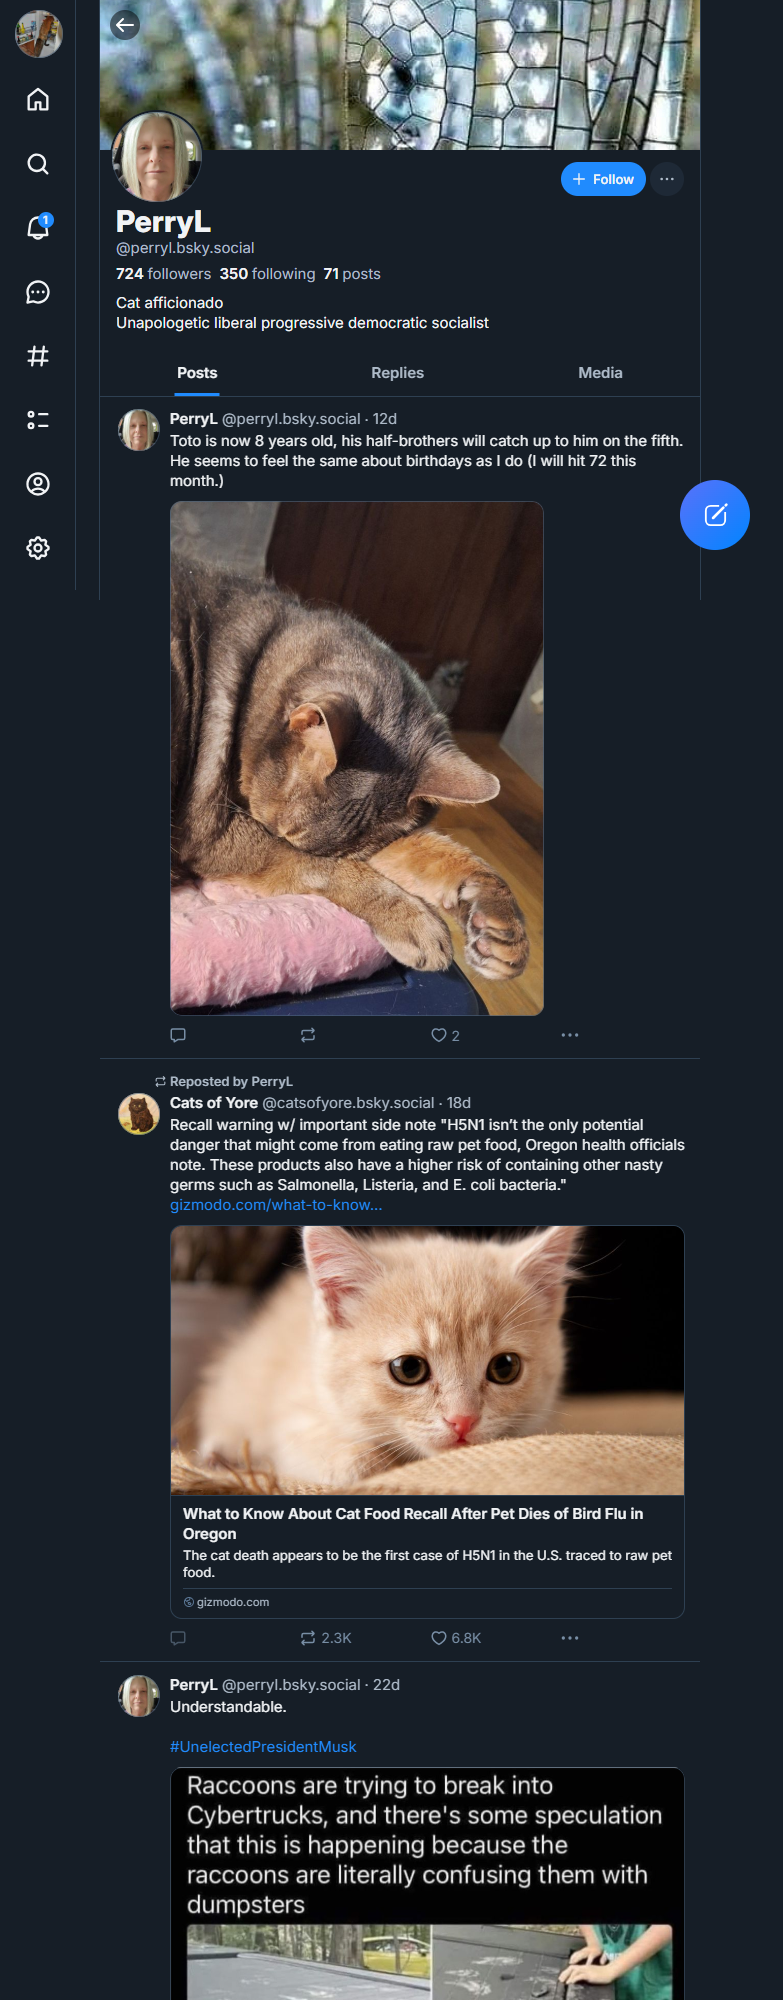 1
Follow
PerryL
@perryl.bsky.social
724 followers 350 following 71 posts
Cat afficionado
Unapologetic liberal progressive democratic socialist
Posts Replies Media
PerryL @perryl.bsky.social · 12d
Toto is now 8 years old, his half-brothers will catch up to him on the fifth.
He seems to feel the same about birthdays as I do (I will hit 72 this
month.)
2
Reposted by PerryL
Cats of Yore @catsofyore.bsky.social · 18d
Recall warning w/ important side note "H5N1 isn’t the only potential
danger that might come from eating raw pet food, Oregon health officials
note. These products also have a higher risk of containing other nasty
germs such as Salmonella, Listeria, and E. coli bacteria."
gizmodo.com/what-to-know...
What to Know About Cat Food Recall After Pet Dies of Bird Flu in
Oregon
The cat death appears to be the first case of H5N1 in the U.S. traced to raw pet
food.
gizmodo.com
2.3K 6.8K
PerryL @perryl.bsky.social · 22d
Understandable.
#UnelectedPresidentMusk
Raccoons are trying to break into
Cybertrucks, and there's some speculation
that this is happening because the
raccoons are literally confusing them with
dumpsters